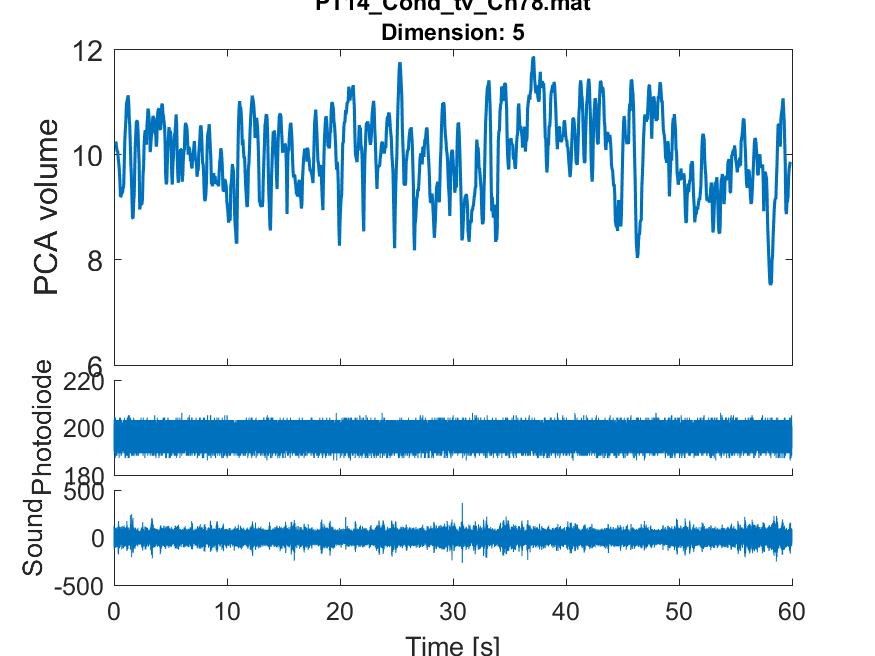 PT14_Cond_tv_Ch78.mat
Dimension: 5
12
10
8
6
PCA volume
220
200
180
Photodiode
500
0
-500
Sound
0 10 20 30 40 50 60
Time [s]